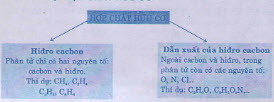 HỢP CHẤT HỮU CƠ
Hidro cacbon
Phân tử chỉ có hai nguyên tố:
cacbon và hidro.
Thí dụ: CH₄, C₂H₄
C₂H₂, C₆H₆
Dẫn xuất của hidro cacbon
Ngoài cacbon và hidro, trong
phân tử còn có các nguyên tố:
O, N, Cl..
Thí dụ: C₂H₆O, C₂H₅O₂N...